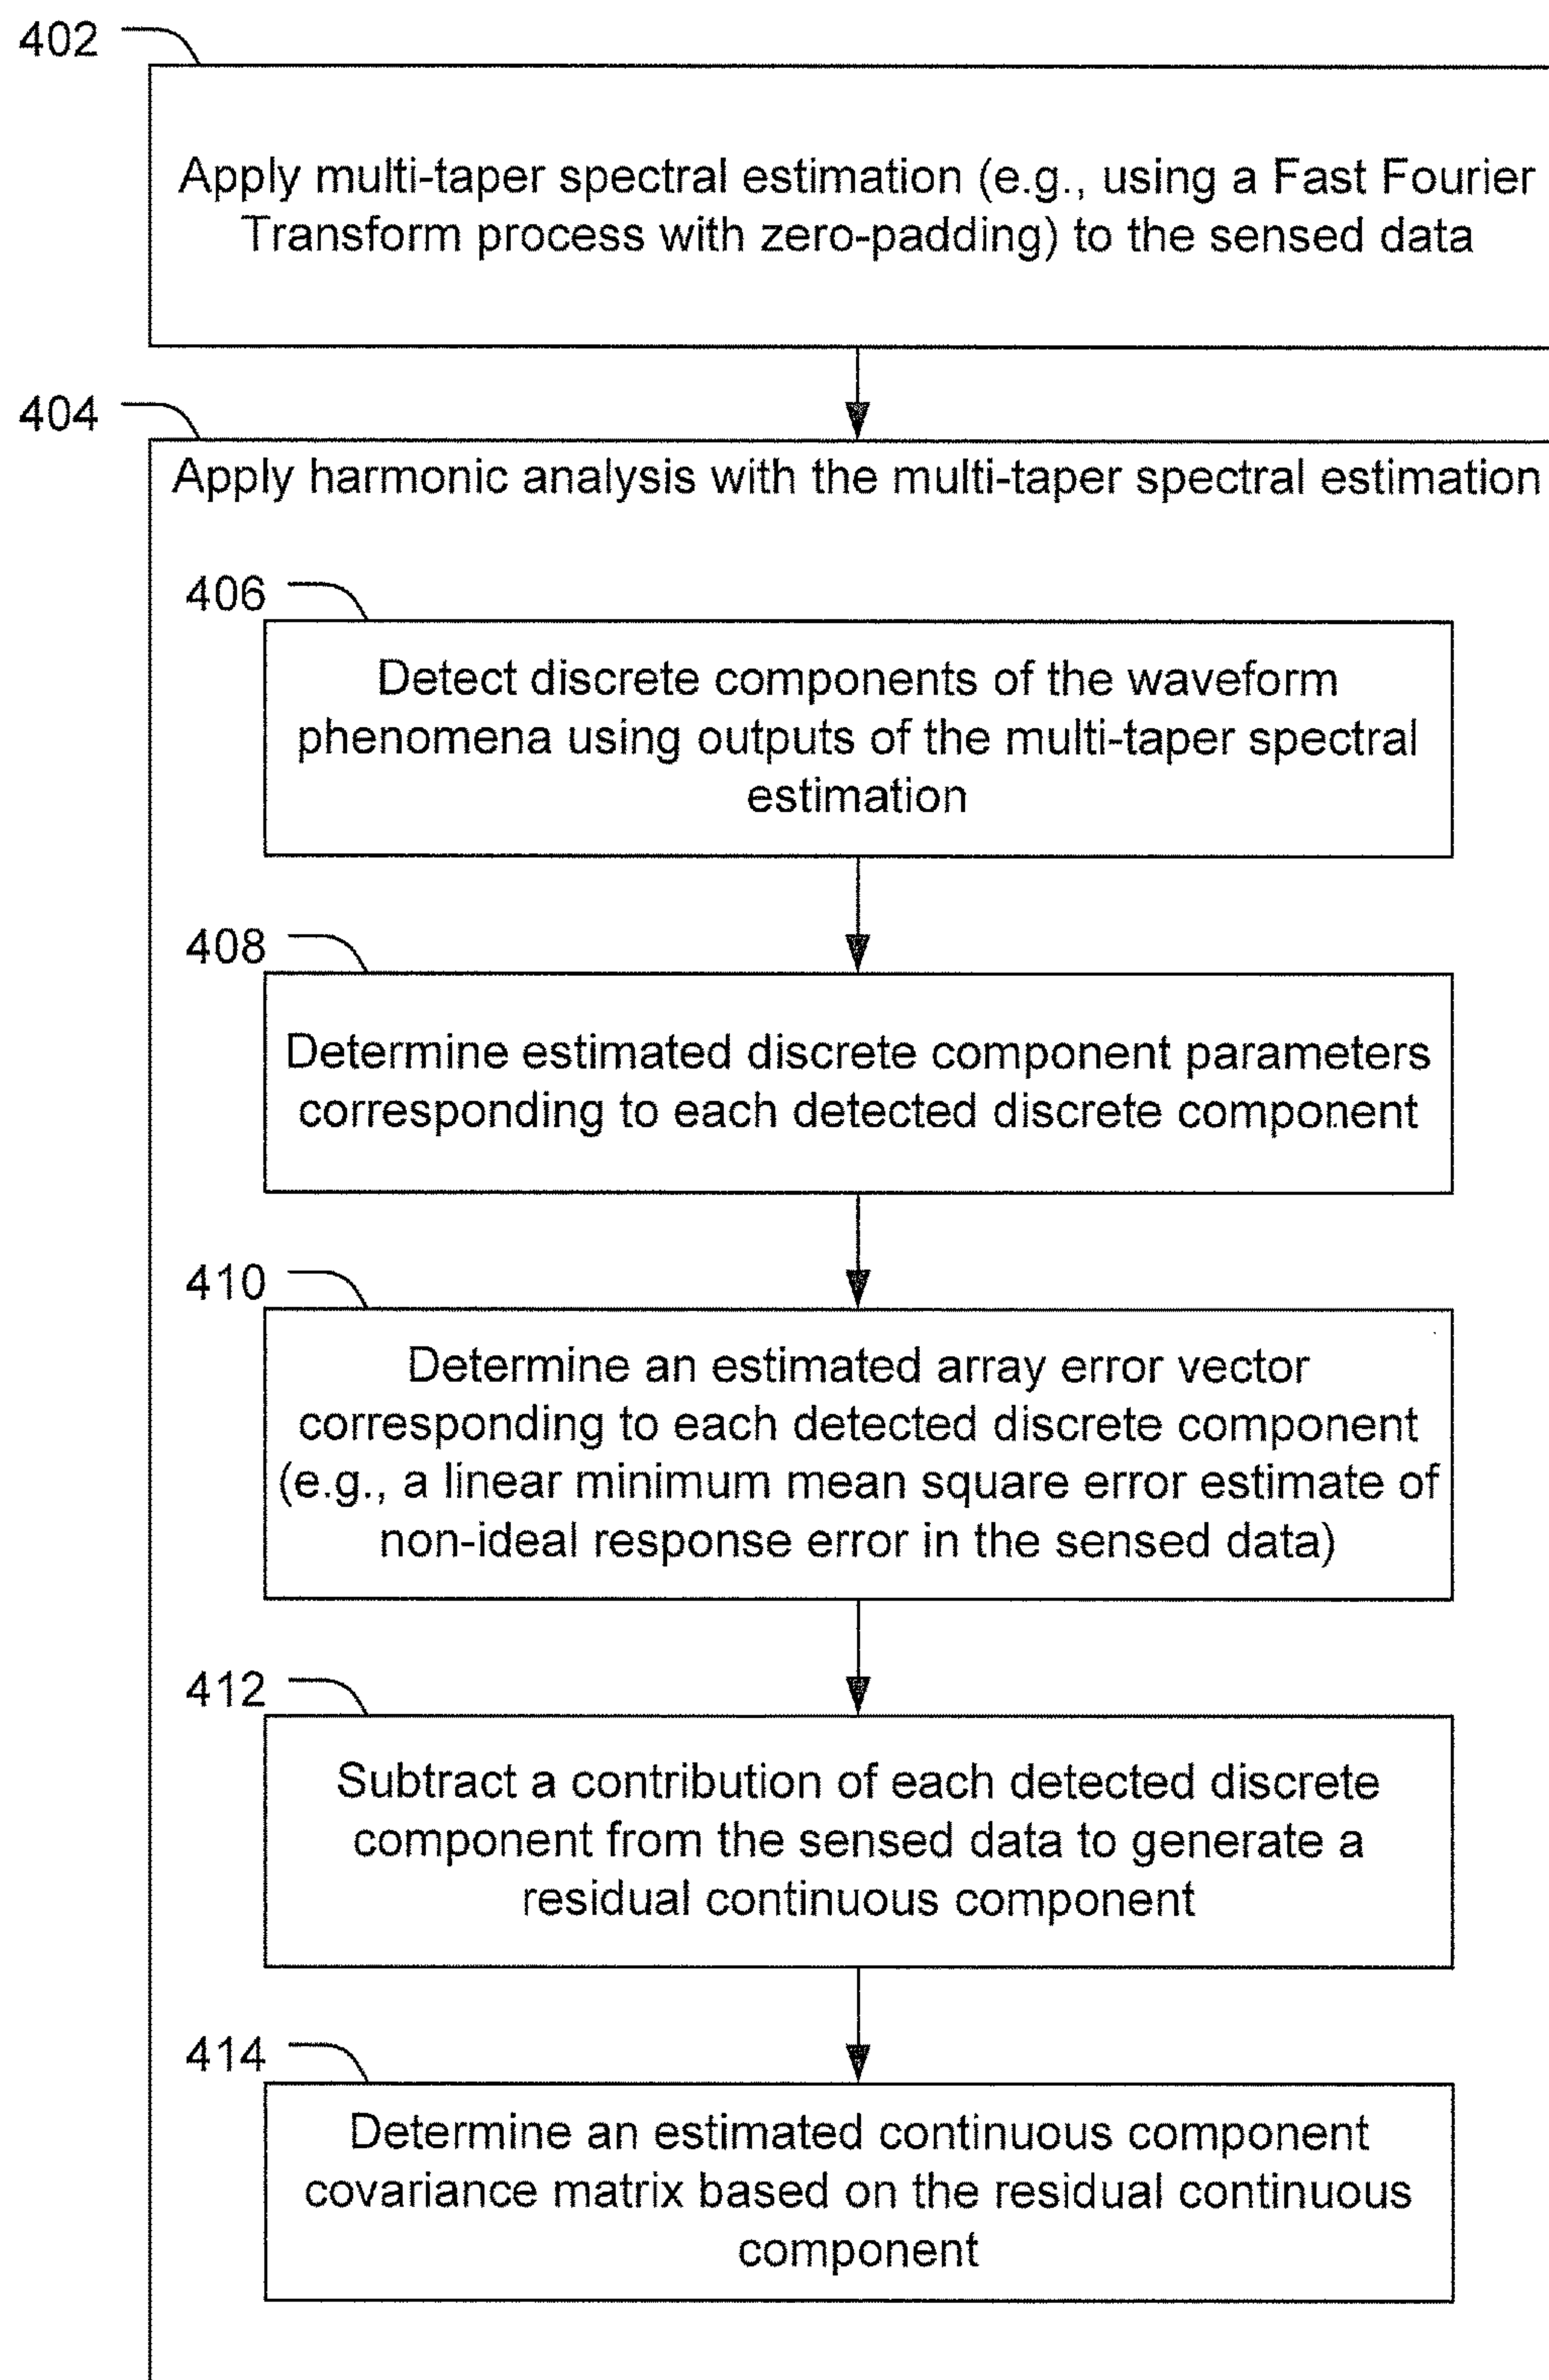 402
Apply multi-taper spectral estimation (e.g., using a Fast Fourier
Transform process with zero-padding) to the sensed data
404
Apply harmonic analysis with the multi-taper spectral estimation
406
Detect discrete components of the waveform
phenomena using outputs of the multi-taper spectral
estimation
408
Determine estimated discrete component parameters
corresponding to each detected discrete component
410
Determine an estimated array error vector
corresponding to each detected discrete component
(e.g., a linear minimum mean square error estimate of
non-ideal response error in the sensed data)
412
Subtract a contribution of each detected discrete
component from the sensed data to generate a
residual continuous component
414
Determine an estimated continuous component
covariance matrix based on the residual continuous
component